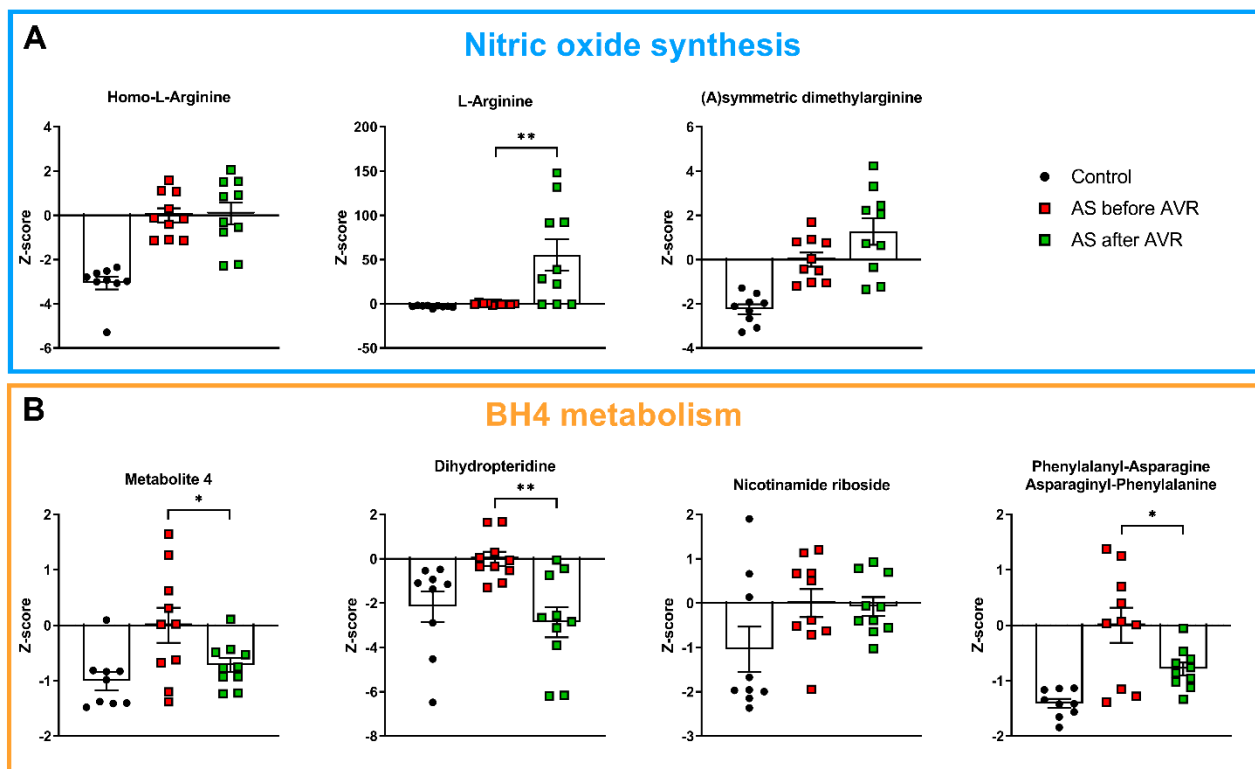 A
Nitric oxide synthesis
Homo-L-Arginine
Z-score
4
2
0
-2
-4
-6
L-Arginine
Z-score
200
150
100
50
0
-50
**
(A)symmetric dimethylarginine
Z-score
6
4
2
0
-2
-4
Control
AS before AVR
AS after AVR
B
BH4 metabolism
Metabolite 4
Z-score
2
1
0
-1
-2
*
Dihydropteridine
Z-score
2
0
-2
-4
-6
-8
**
Nicotinamide riboside
Z-score
2
1
0
-1
-2
-3
Phenylalanyl-Asparagine
Asparaginyl-Phenylalanine
Z-score
2
1
0
-1
-2
*